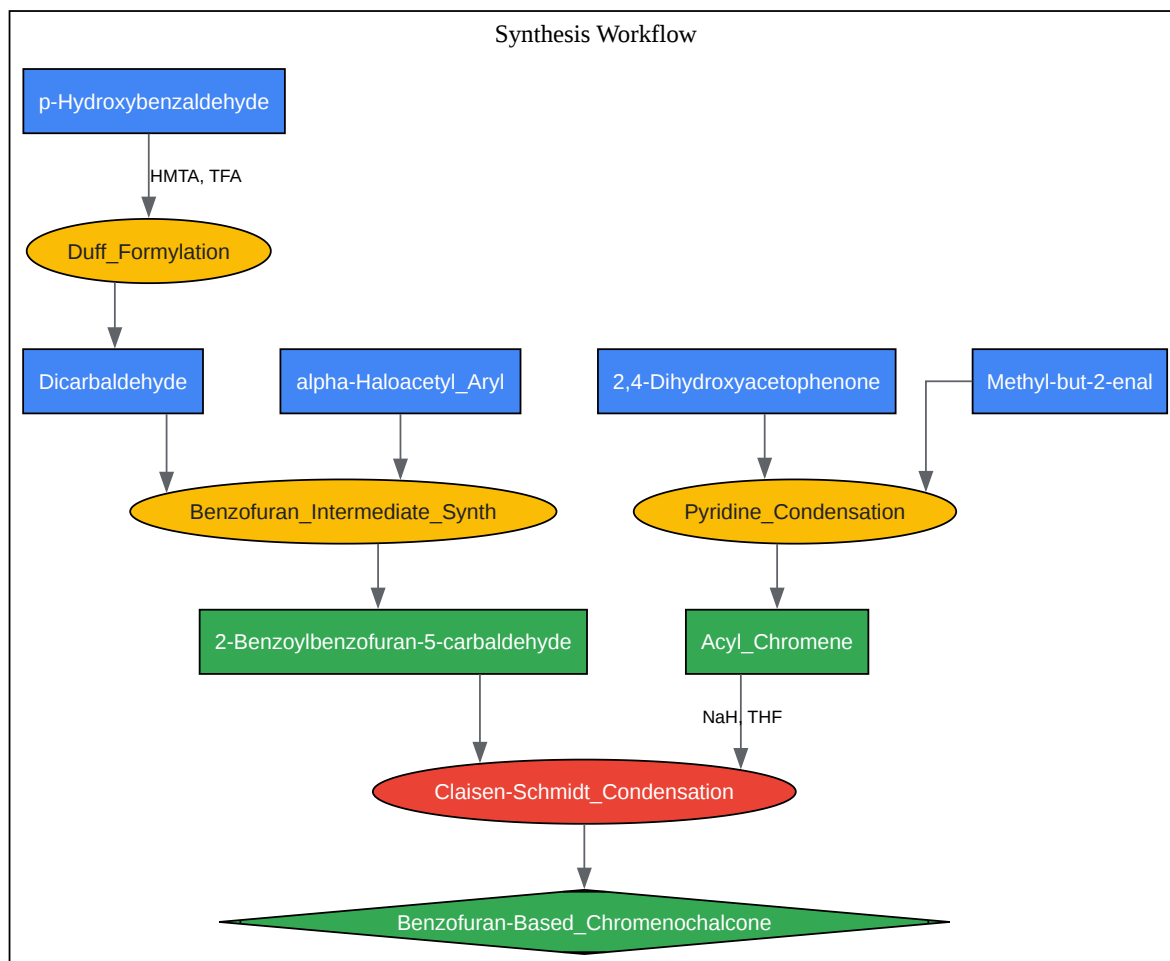 Synthesis Workflow
p-Hydroxybenzaldehyde
HMTA, TFA
Duff_Formylation
Dicarbaldehyde
alpha-Haloacetyl_Aryl
2,4-Dihydroxyacetophenone
Methyl-but-2-enal
Benzofuran_Intermediate_Synth
Pyridine_Condensation
2-Benzoylbenzofuran-5-carbaldehyde
Acyl_Chromene
NaH, THF
Claisen-Schmidt_Condensation
Benzofuran-Based_Chromenochalcone